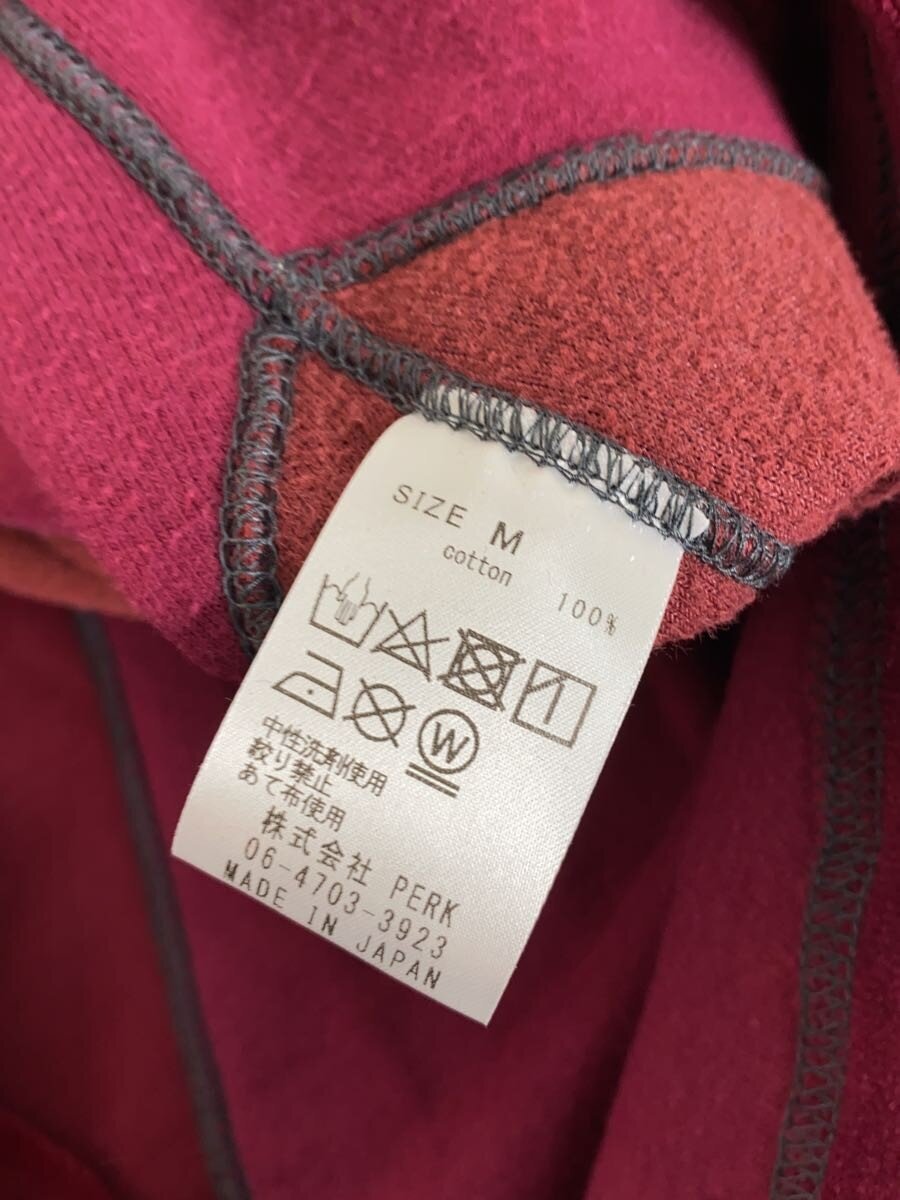 SIZE M
cotton 100%
W
中性洗剤使用
絞り禁止
あて布使用
株式会社 PERK
06-4703-3923
MADE IN JAPAN